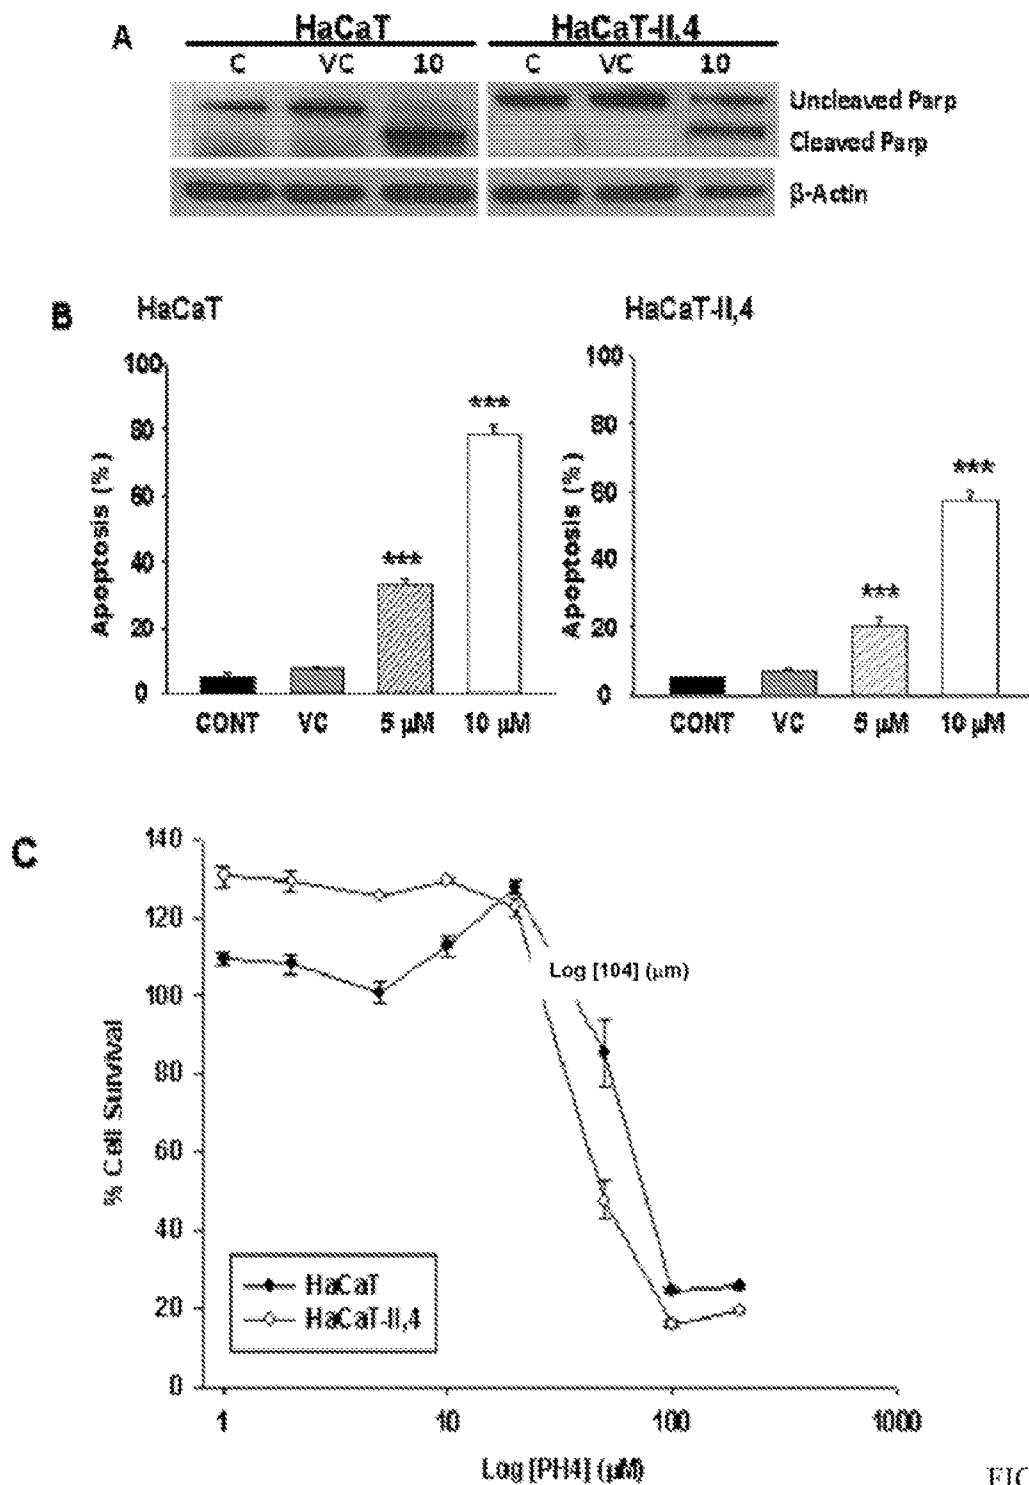 A
HaCaT
HaCaT-II,4
C VC 10 C VC 10
Uncleaved Parp
Cleaved Parp
β-Actin
B
HaCaT
HaCaT-II,4
100
80
60
40
20
0
Apoptosis (%)
***
***
CONT VC 5 μM 10 μM
100
80
60
40
20
0
Apoptosis (%)
***
***
CONT VC 5 μM 10 μM
C
140
120
100
80
60
40
20
0
% Cell Survival
Log [104] (μm)
HaCaT
HaCaT-II,4
1 10 100 1000
Log [PH4] (μM)
FIG